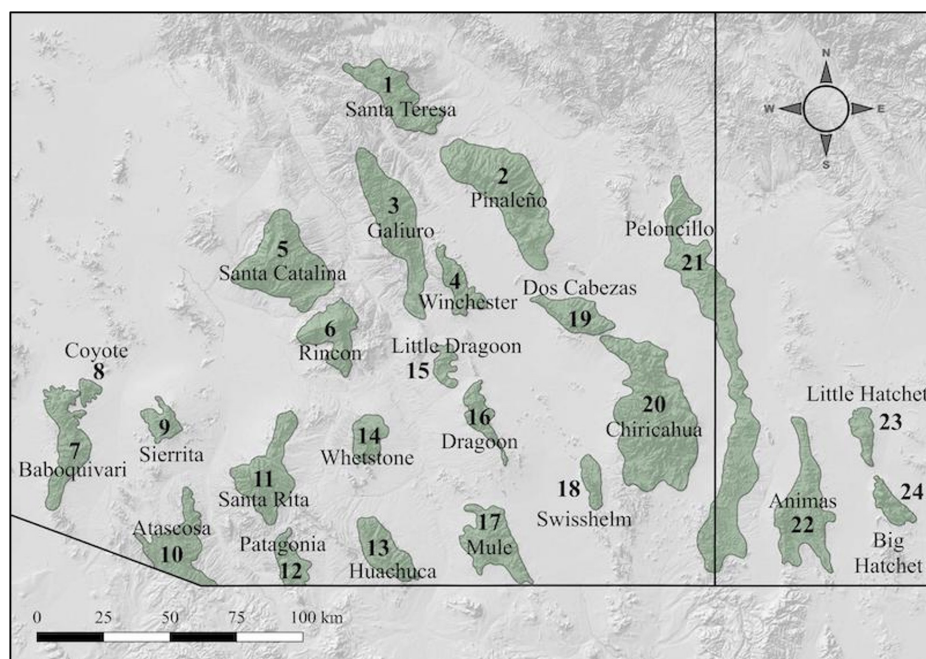 1
Santa Teresa
N
W
E
S
2
Pinaleño
3
Galiuro
Peloncillo
21
5
Santa Catalina
4
Winchester
Dos Cabezas
19
6
Rincon
Little Dragoon
15
Coyote
8
20
Chiricahua
Little Hatchet
23
16
Dragoon
9
Sierrita
14
Whetstone
7
Baboquivari
11
Santa Rita
18
Swisshelm
Animas
22
24
Big
Hatchet
Atascosa
10
Patagonia
12
13
Huachuca
17
Mule
0 25 50 75 100 km